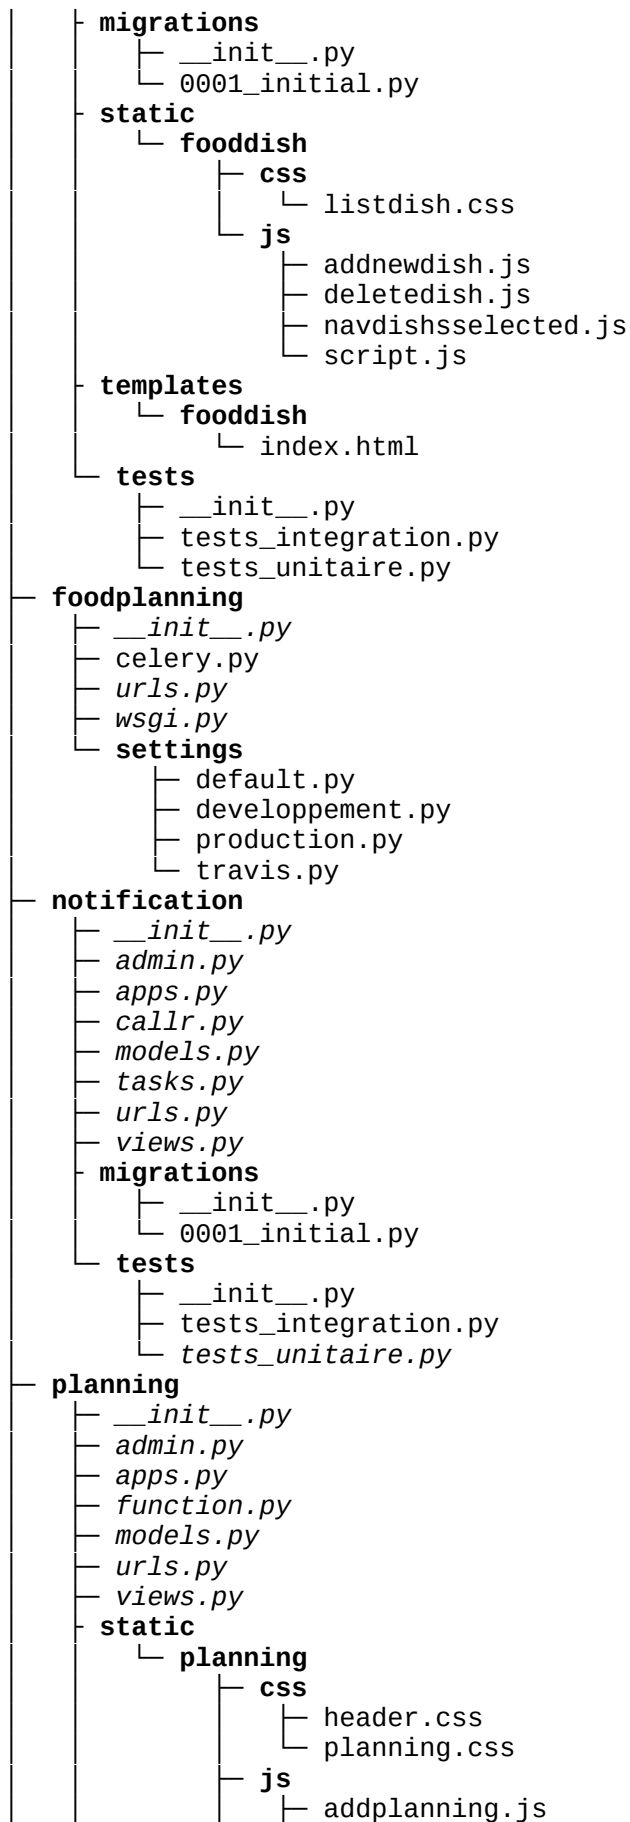 migrations
__init__.py
0001_initial.py
static
fooddish
css
listdish.css
js
addnewdish.js
deletedish.js
navdishsselected.js
script.js
templates
fooddish
index.html
tests
__init__.py
tests_integration.py
tests_unitaire.py
foodplanning
__init__.py
celery.py
urls.py
wsgi.py
settings
default.py
developpement.py
production.py
travis.py
notification
__init__.py
admin.py
apps.py
callr.py
models.py
tasks.py
urls.py
views.py
migrations
__init__.py
0001_initial.py
tests
__init__.py
tests_integration.py
tests_unitaire.py
planning
__init__.py
admin.py
apps.py
function.py
models.py
urls.py
views.py
static
planning
css
header.css
planning.css
js
addplanning.js